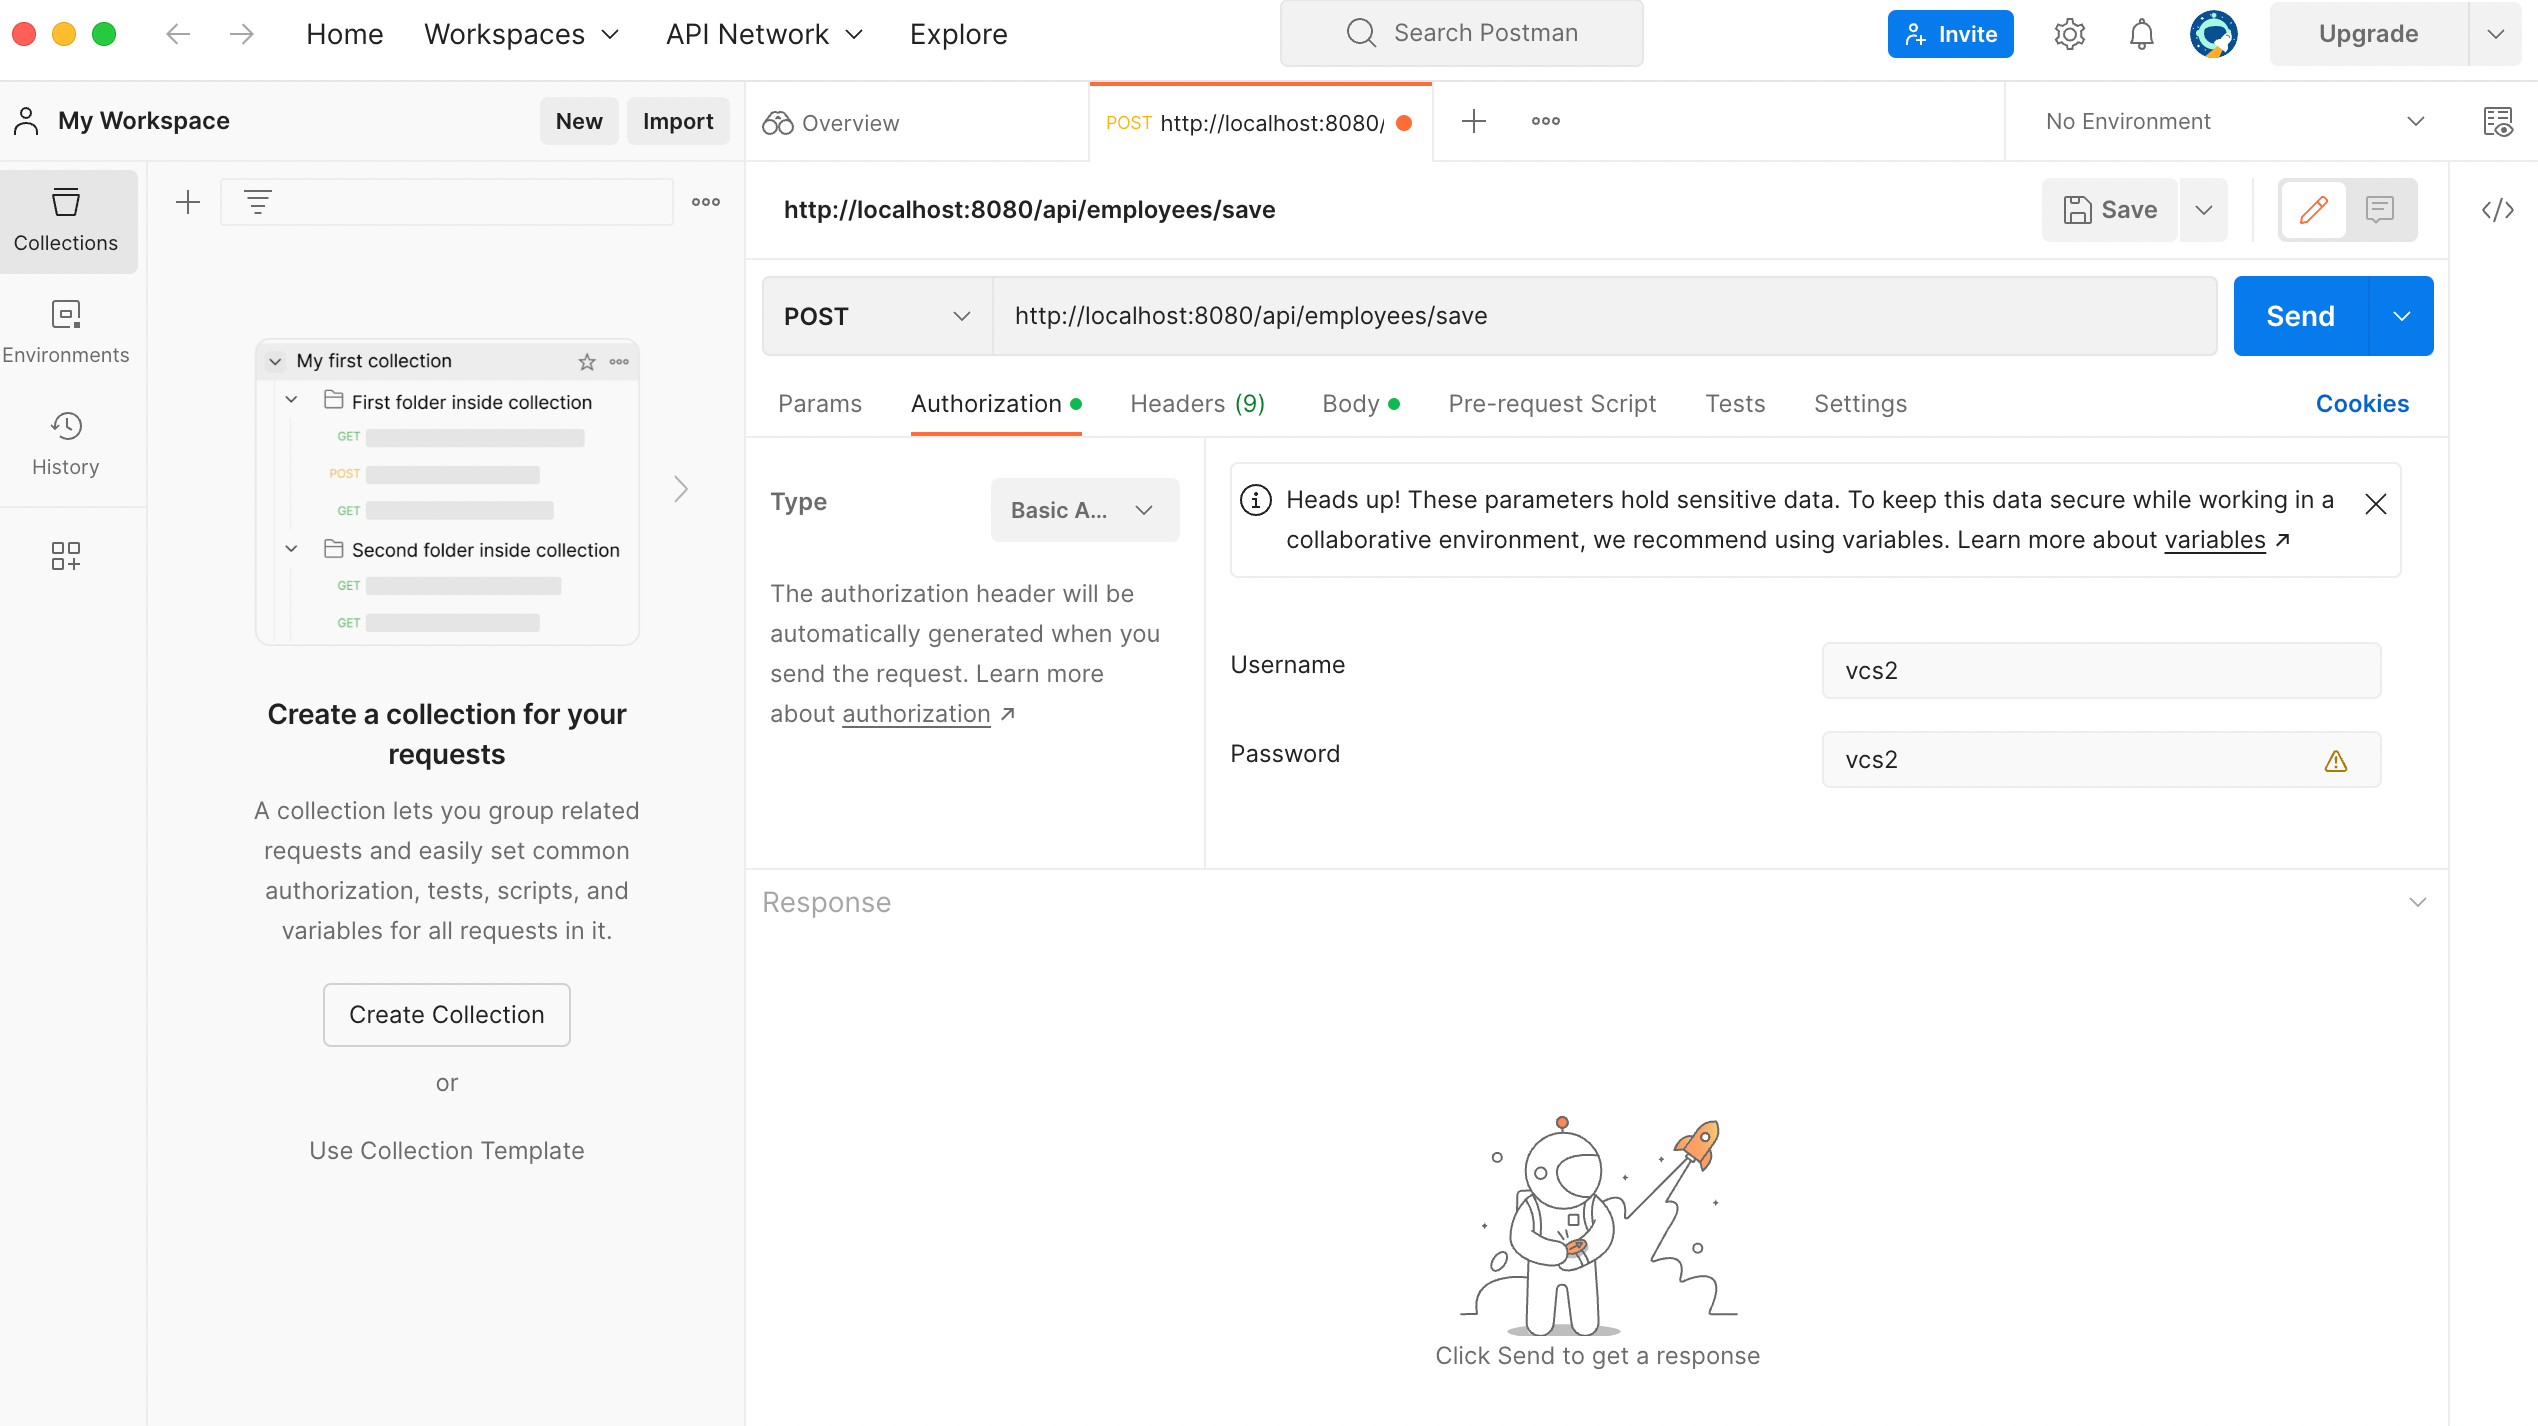 Home Workspaces API Network Explore Search Postman Invite Upgrade
My Workspace New Import Overview POST http://localhost:8080/ No Environment
Collections
Environments
History
My first collection
First folder inside collection
GET
POST
GET
Second folder inside collection
GET
GET
Create a collection for your
requests
A collection lets you group related
requests and easily set common
authorization, tests, scripts, and
variables for all requests in it.
Create Collection
or
Use Collection Template
http://localhost:8080/api/employees/save Save
POST http://localhost:8080/api/employees/save Send
Params Authorization Headers (9) Body Pre-request Script Tests Settings Cookies
Type Basic A...
The authorization header will be
automatically generated when you
send the request. Learn more
about authorization
Heads up! These parameters hold sensitive data. To keep this data secure while working in a
collaborative environment, we recommend using variables. Learn more about variables
Username vcs2
Password vcs2
Response
Click Send to get a response